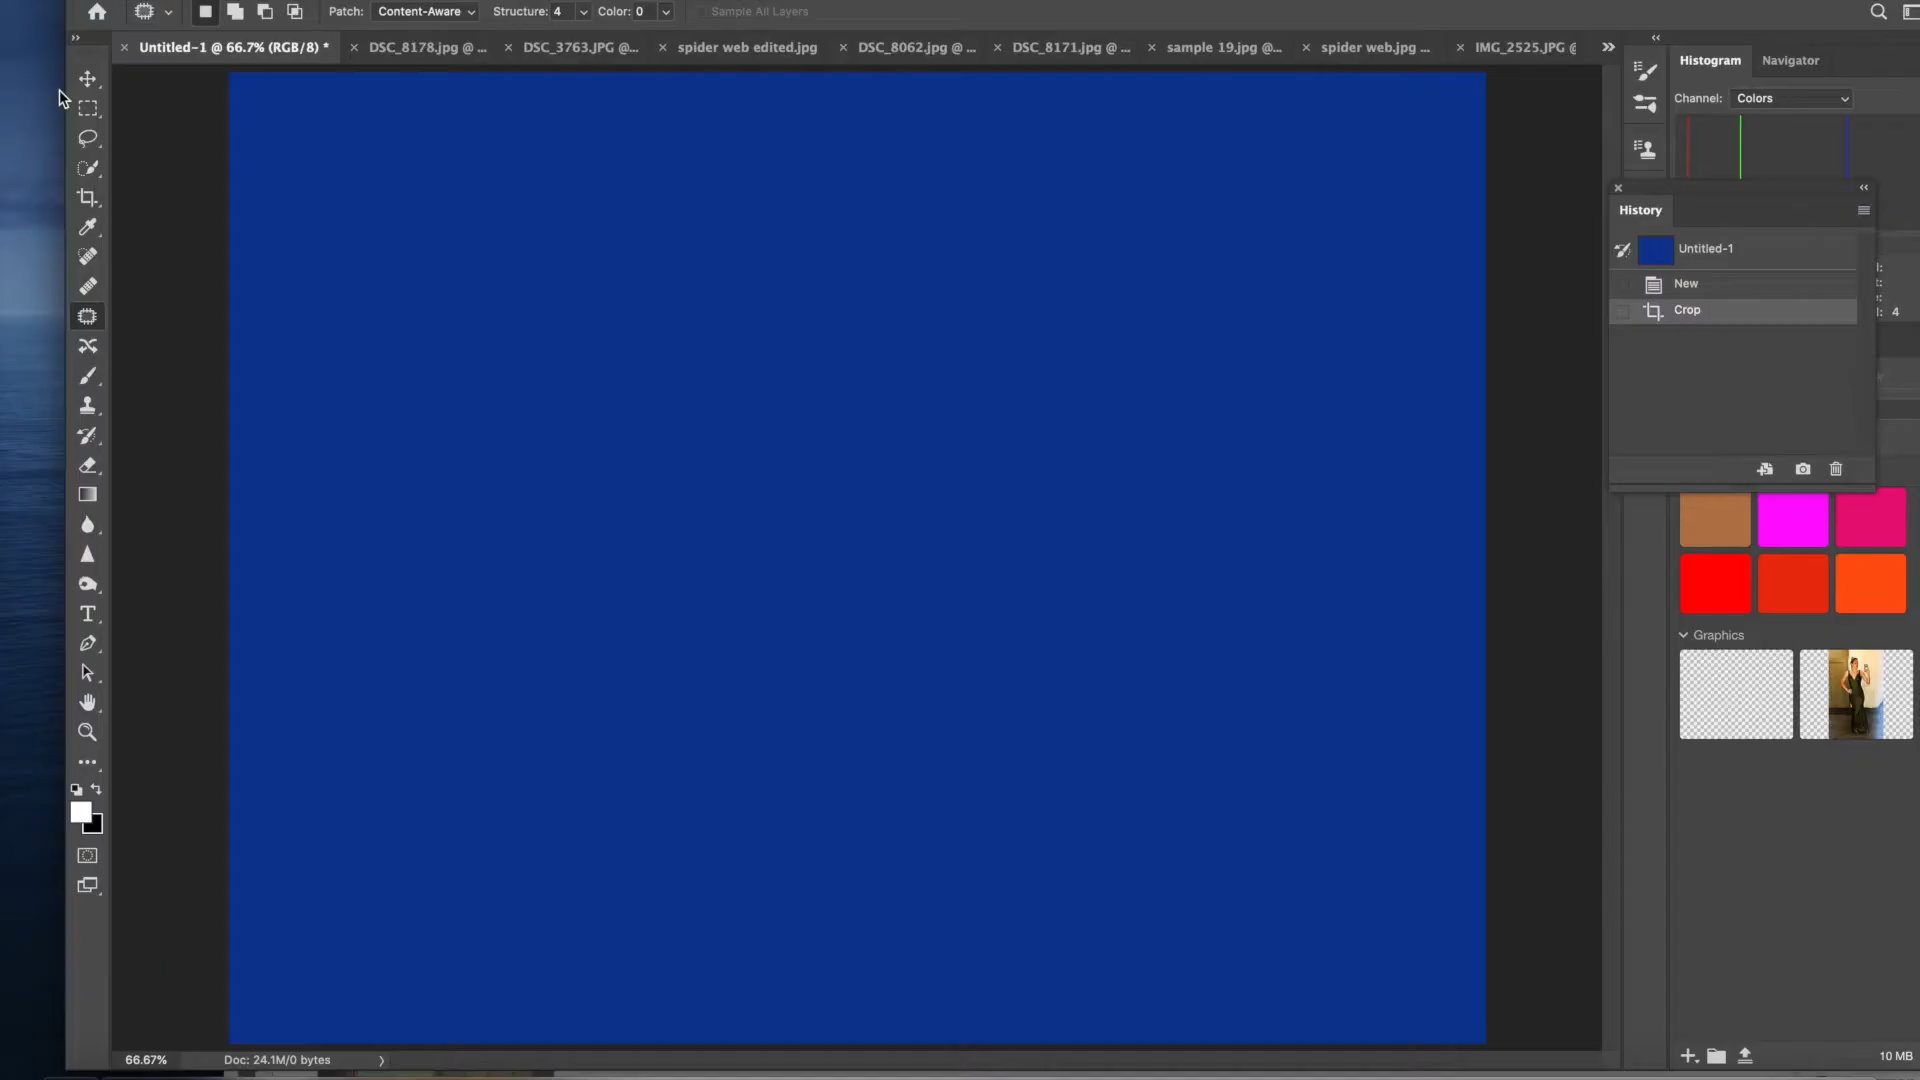 Patch: Content-Aware Structure: 4 Color: 0 Sample All Layers
Untitled-1 @ 66.7% (RGB/8) * DSC_8178.jpg @ ... DSC_3763.JPG @... spider web edited.jpg DSC_8062.jpg @ ... DSC_8171.jpg @ ... sample 19.jpg @... spider web.jpg ... IMG_2525.JPG @
Histogram Navigator
Channel: Colors
History
Untitled-1
New
Crop
4
Graphics
66.67% Doc: 24.1M/0 bytes
10 MB